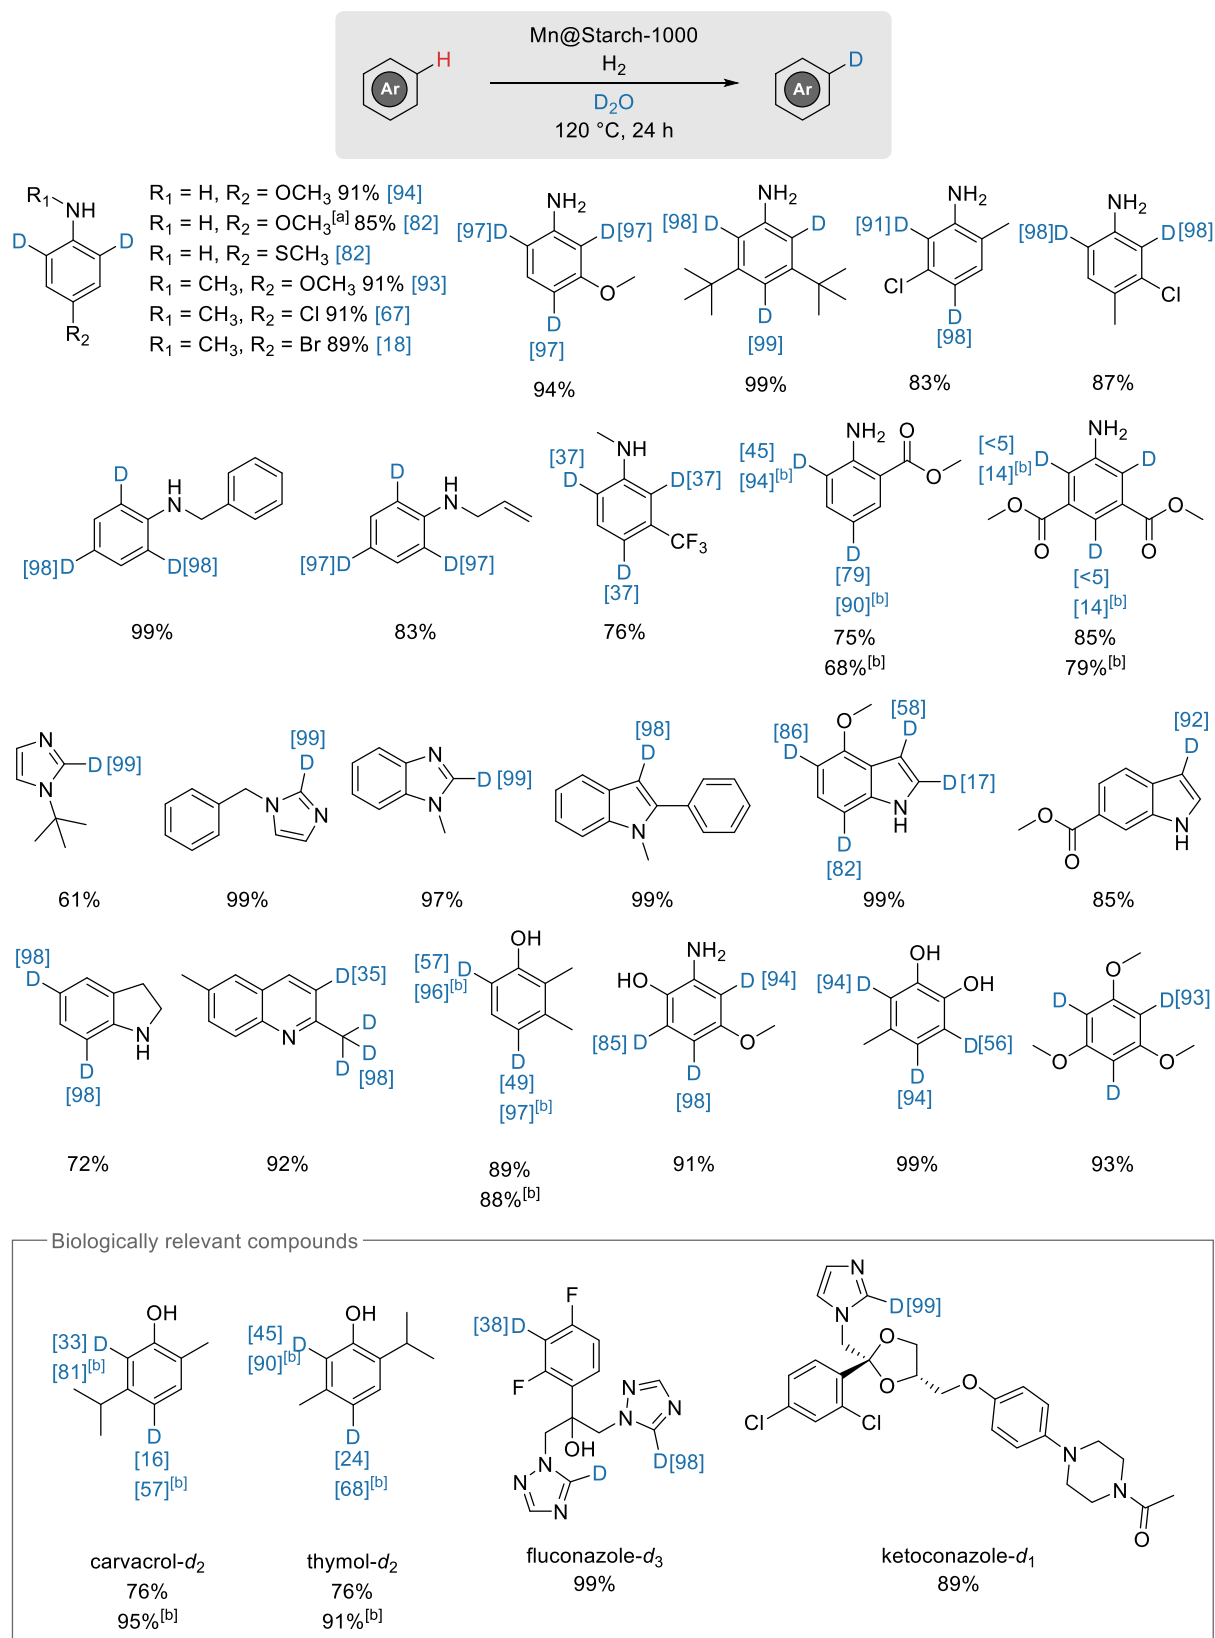 Mn@Starch-1000
H2
D2O
120 °C, 24 h
H
Ar
D
Ar
R1
NH
D
D
R2
R1 = H, R2 = OCH3 91% [94]
R1 = H, R2 = OCH3[a] 85% [82]
R1 = H, R2 = SCH3 [82]
R1 = CH3, R2 = OCH3 91% [93]
R1 = CH3, R2 = Cl 91% [67]
R1 = CH3, R2 = Br 89% [18]
NH2
[97]D
D[97]
O
D
[97]
94%
NH2
[98]
D
D
D
[99]
99%
NH2
[91]
D
Cl
D
[98]
83%
NH2
[98]D
D[98]
Cl
87%
D
H
N
[98]D
D[98]
99%
D
H
N
[97]D
D[97]
83%
NH
[37]
D
D[37]
CF3
D
[37]
76%
NH2
O
[45]
D
[94][b]
O
D
[79]
[90][b]
75%
68%[b]
NH2
[<5]
D
D
[14][b]
O
O
O
O
D
[<5]
[14][b]
85%
79%[b]
N
D [99]
N
61%
[99]
D
N
N
99%
N
D [99]
N
97%
[98]
D
N
99%
O
[58]
[86]
D
D
D [17]
N
H
D
[82]
99%
[92]
D
O
O
N
H
85%
[98]
D
N
H
D
[98]
72%
D[35]
N
D
D
D
[98]
92%
OH
[57]
D
[96][b]
D
[49]
[97][b]
89%
88%[b]
NH2
HO
D [94]
[85] D
O
D
[98]
91%
OH
OH
[94] D
D[56]
D
[94]
99%
O
D
D[93]
O
O
D
93%
Biologically relevant compounds
OH
[33] D
[81][b]
D
[16]
[57][b]
carvacrol-d2
76%
95%[b]
OH
[45]
D
[90][b]
D
[24]
[68][b]
thymol-d2
76%
91%[b]
F
[38]D
F
N
N
N
OH
D[98]
N
D
N
N
fluconazole-d3
99%
N
D[99]
N
O
O
O
Cl
Cl
N
N
O
ketoconazole-d1
89%